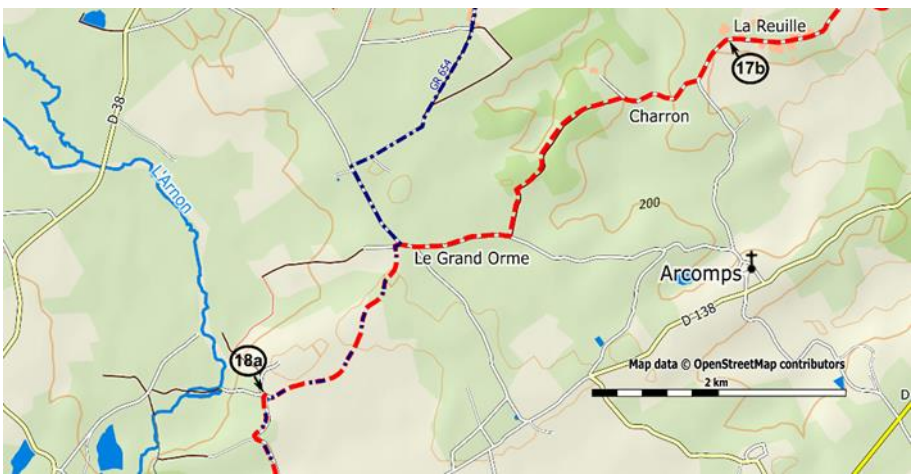 La Reuille
17b
GR 654
D 38
Charron
L'Arnon
200
Le Grand Orme
Arcomps
D 138
18a
Map data © OpenStreetMap contributors
2 km
D